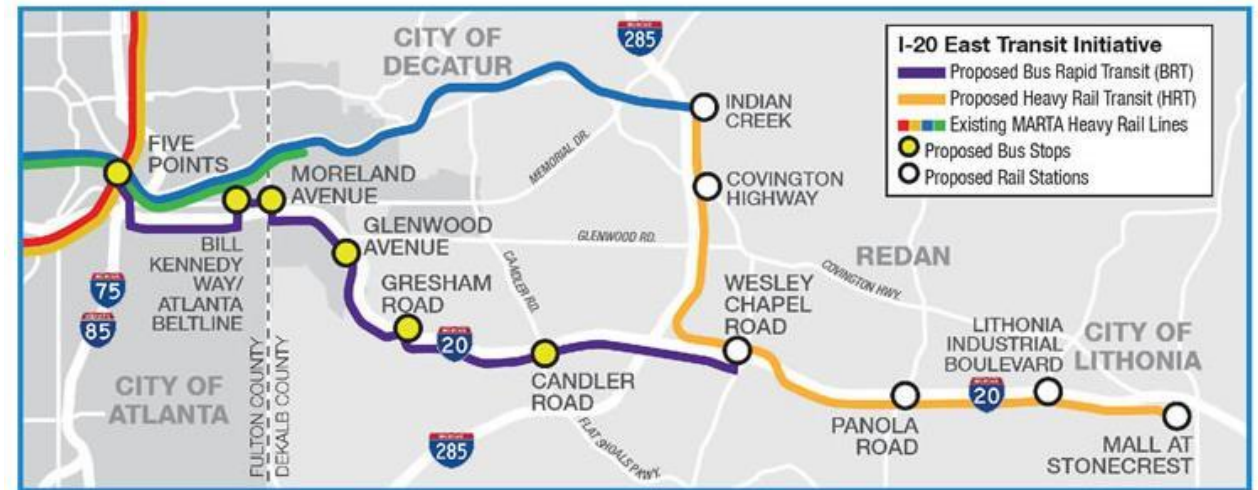 CITY OF
DECATUR
INTERSTATE
285
I-20 East Transit Initiative
Proposed Bus Rapid Transit (BRT)
Proposed Heavy Rail Transit (HRT)
Existing MARTA Heavy Rail Lines
Proposed Bus Stops
Proposed Rail Stations
INDIAN
CREEK
FIVE
POINTS
MORELAND
AVENUE
MEMORIAL DR.
COVINGTON
HIGHWAY
GLENWOOD
AVENUE
GLENWOOD RD.
BILL
KENNEDY
WAY/
ATLANTA
BELTLINE
REDAN
COVINGTON HWY.
CANDLER RD.
GRESHAM
ROAD
WESLEY
CHAPEL
ROAD
75
85
20
LITHONIA
INDUSTRIAL
BOULEVARD
CITY OF
LITHONIA
CITY OF
ATLANTA
FULTON COUNTY
DEKALB COUNTY
CANDLER
ROAD
20
PANOLA
ROAD
MALL AT
STONECREST
285
FLAT SHOALS PKWY.